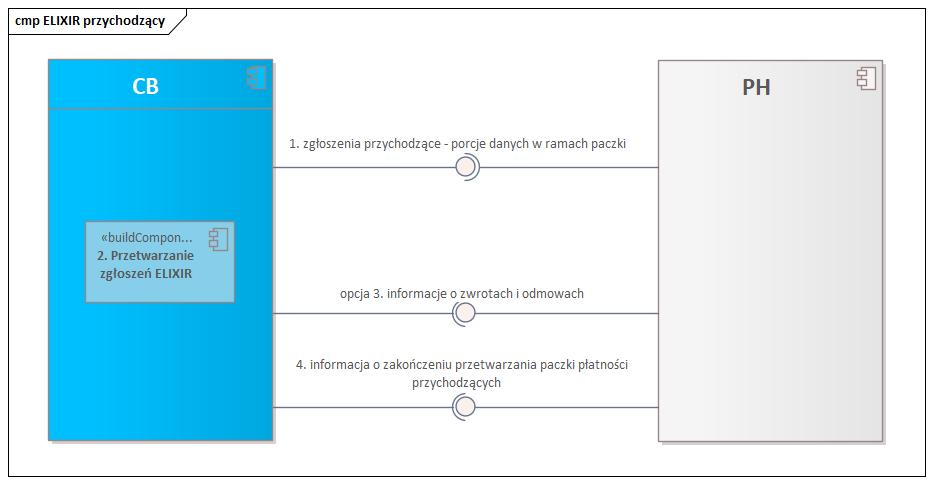 cmp ELIXIR przychodzący
CB
PH
1. zgłoszenia przychodzące - porcje danych w ramach paczki
«buildCompon...
2. Przetwarzanie
zgłoszeń ELIXIR
opcja 3. informacje o zwrotach i odmowach
4. informacja o zakończeniu przetwarzania paczki płatności
przychodzących